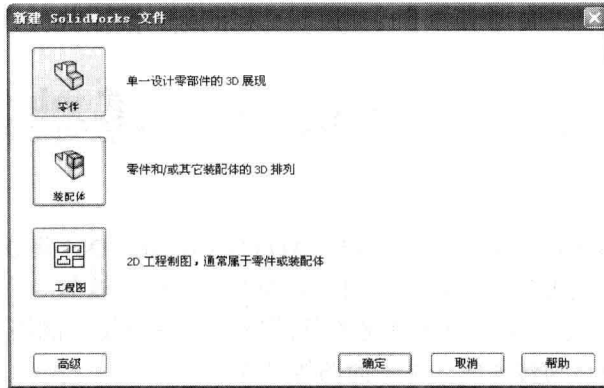 新建 SolidWorks 文件
零件
单一设计零部件的 3D 展现
装配体
零件和/或其它装配体的 3D 排列
工程图
2D 工程制图，通常属于零件或装配体
高级
确定
取消
帮助